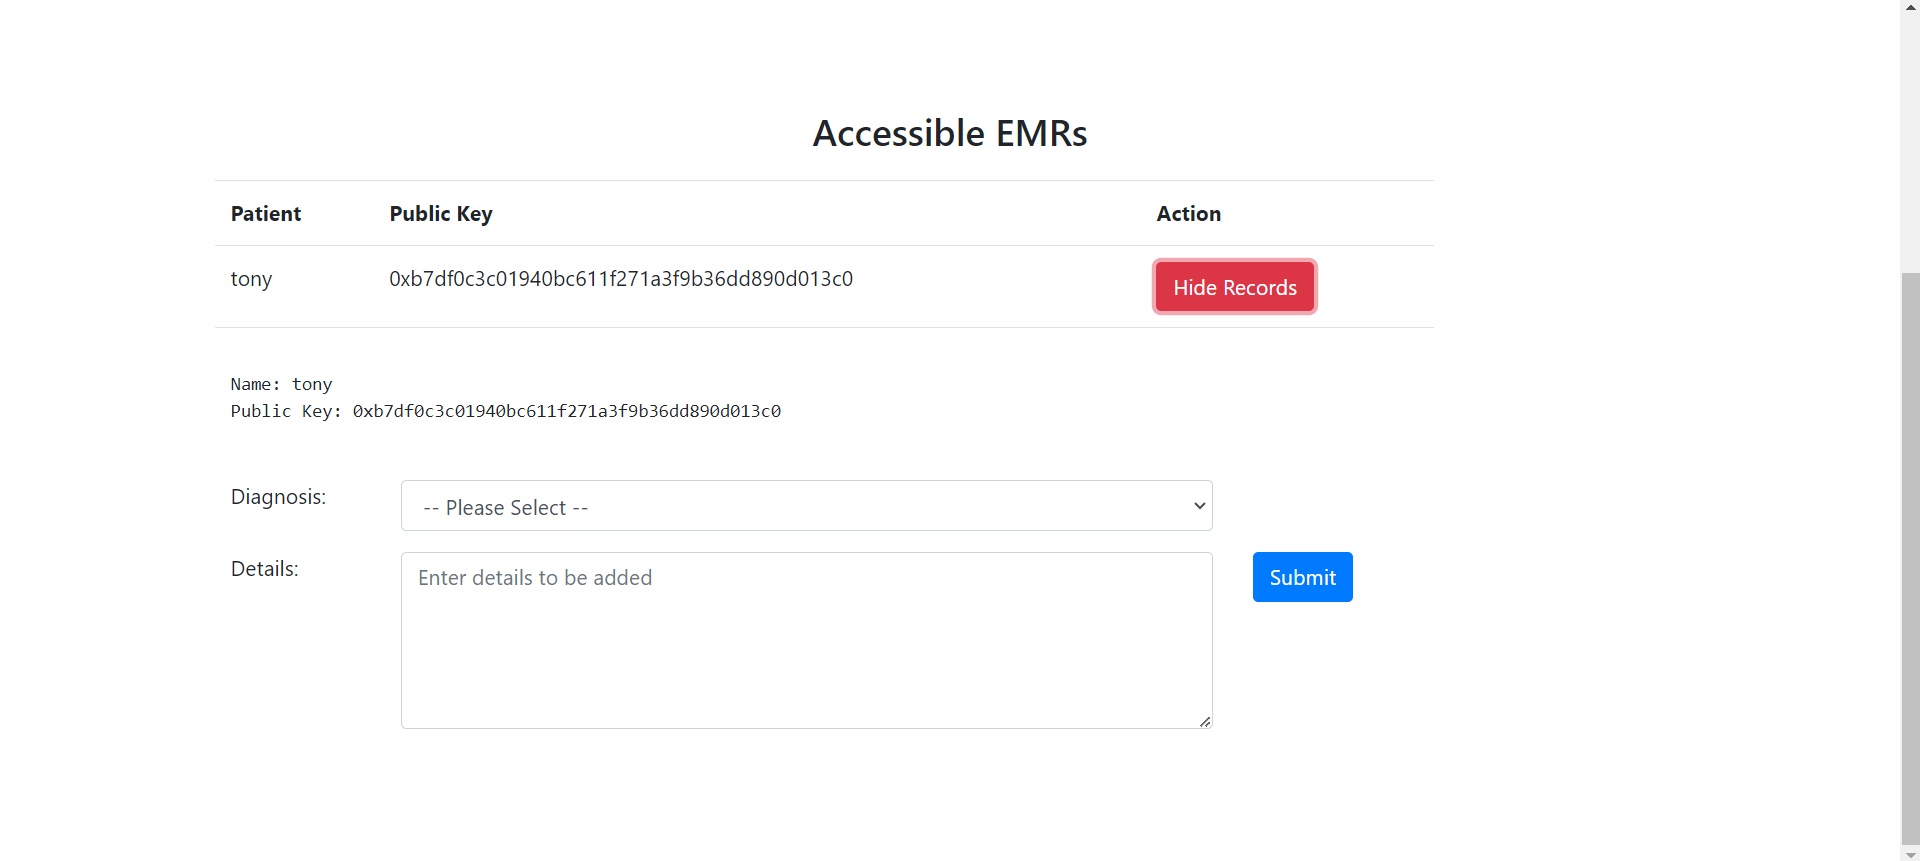 Accessible EMRs
Patient Public Key Action
tony 0xb7df0c3c01940bc611f271a3f9b36dd890d013c0 Hide Records
Name: tony
Public Key: 0xb7df0c3c01940bc611f271a3f9b36dd890d013c0
Diagnosis: -- Please Select --
Details: Enter details to be added Submit